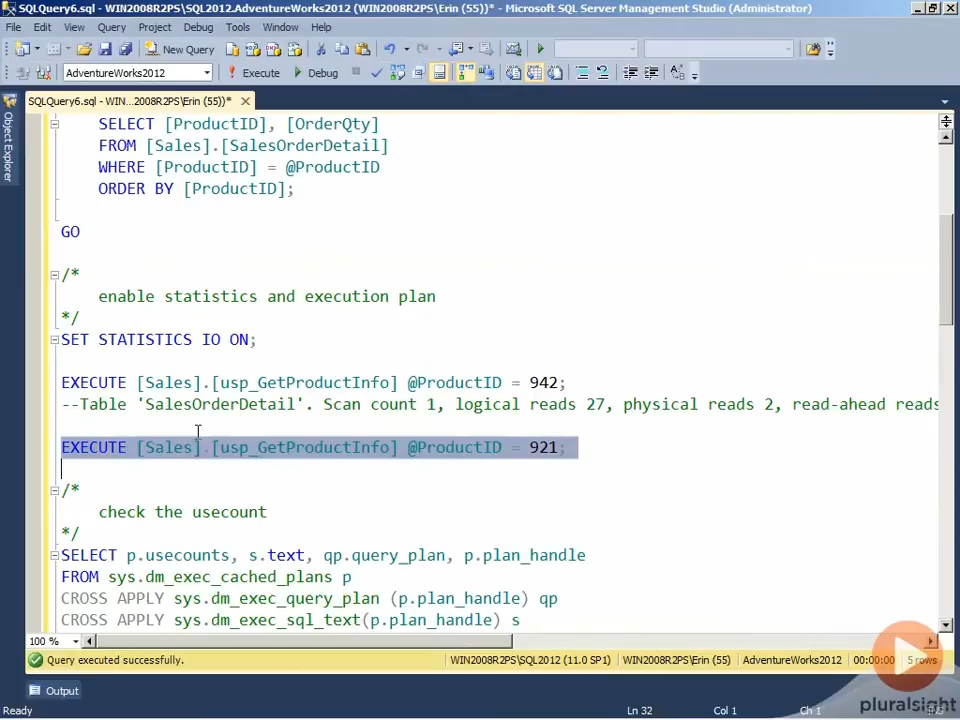 SQLQuery6.sql - WIN2008R2PS\SQL2012.AdventureWorks2012 (WIN2008R2PS\Erin (55))* - Microsoft SQL Server Management Studio (Administrator)
File Edit View Query Project Debug Tools Window Help
New Query
AdventureWorks2012 Execute Debug
SQLQuery6.sql - WIN...2008R2PS\Erin (55))*
Object Explorer
SELECT [ProductID], [OrderQty]
FROM [Sales].[SalesOrderDetail]
WHERE [ProductID] = @ProductID
ORDER BY [ProductID];
GO
/*
enable statistics and execution plan
*/
SET STATISTICS IO ON;
EXECUTE [Sales].[usp_GetProductInfo] @ProductID = 942;
--Table 'SalesOrderDetail'. Scan count 1, logical reads 27, physical reads 2, read-ahead reads
EXECUTE [Sales].[usp_GetProductInfo] @ProductID = 921;
/*
check the usecount
*/
SELECT p.usecounts, s.text, qp.query_plan, p.plan_handle
FROM sys.dm_exec_cached_plans p
CROSS APPLY sys.dm_exec_query_plan (p.plan_handle) qp
CROSS APPLY sys.dm_exec_sql_text(p.plan_handle) s
100 %
Query executed successfully. WIN2008R2PS\SQL2012 (11.0 SP1) WIN2008R2PS\Erin (55) AdventureWorks2012 00:00:00 5 rows
Output
pluralsight
Ready Ln 32 Col 1 Ch 1 INS